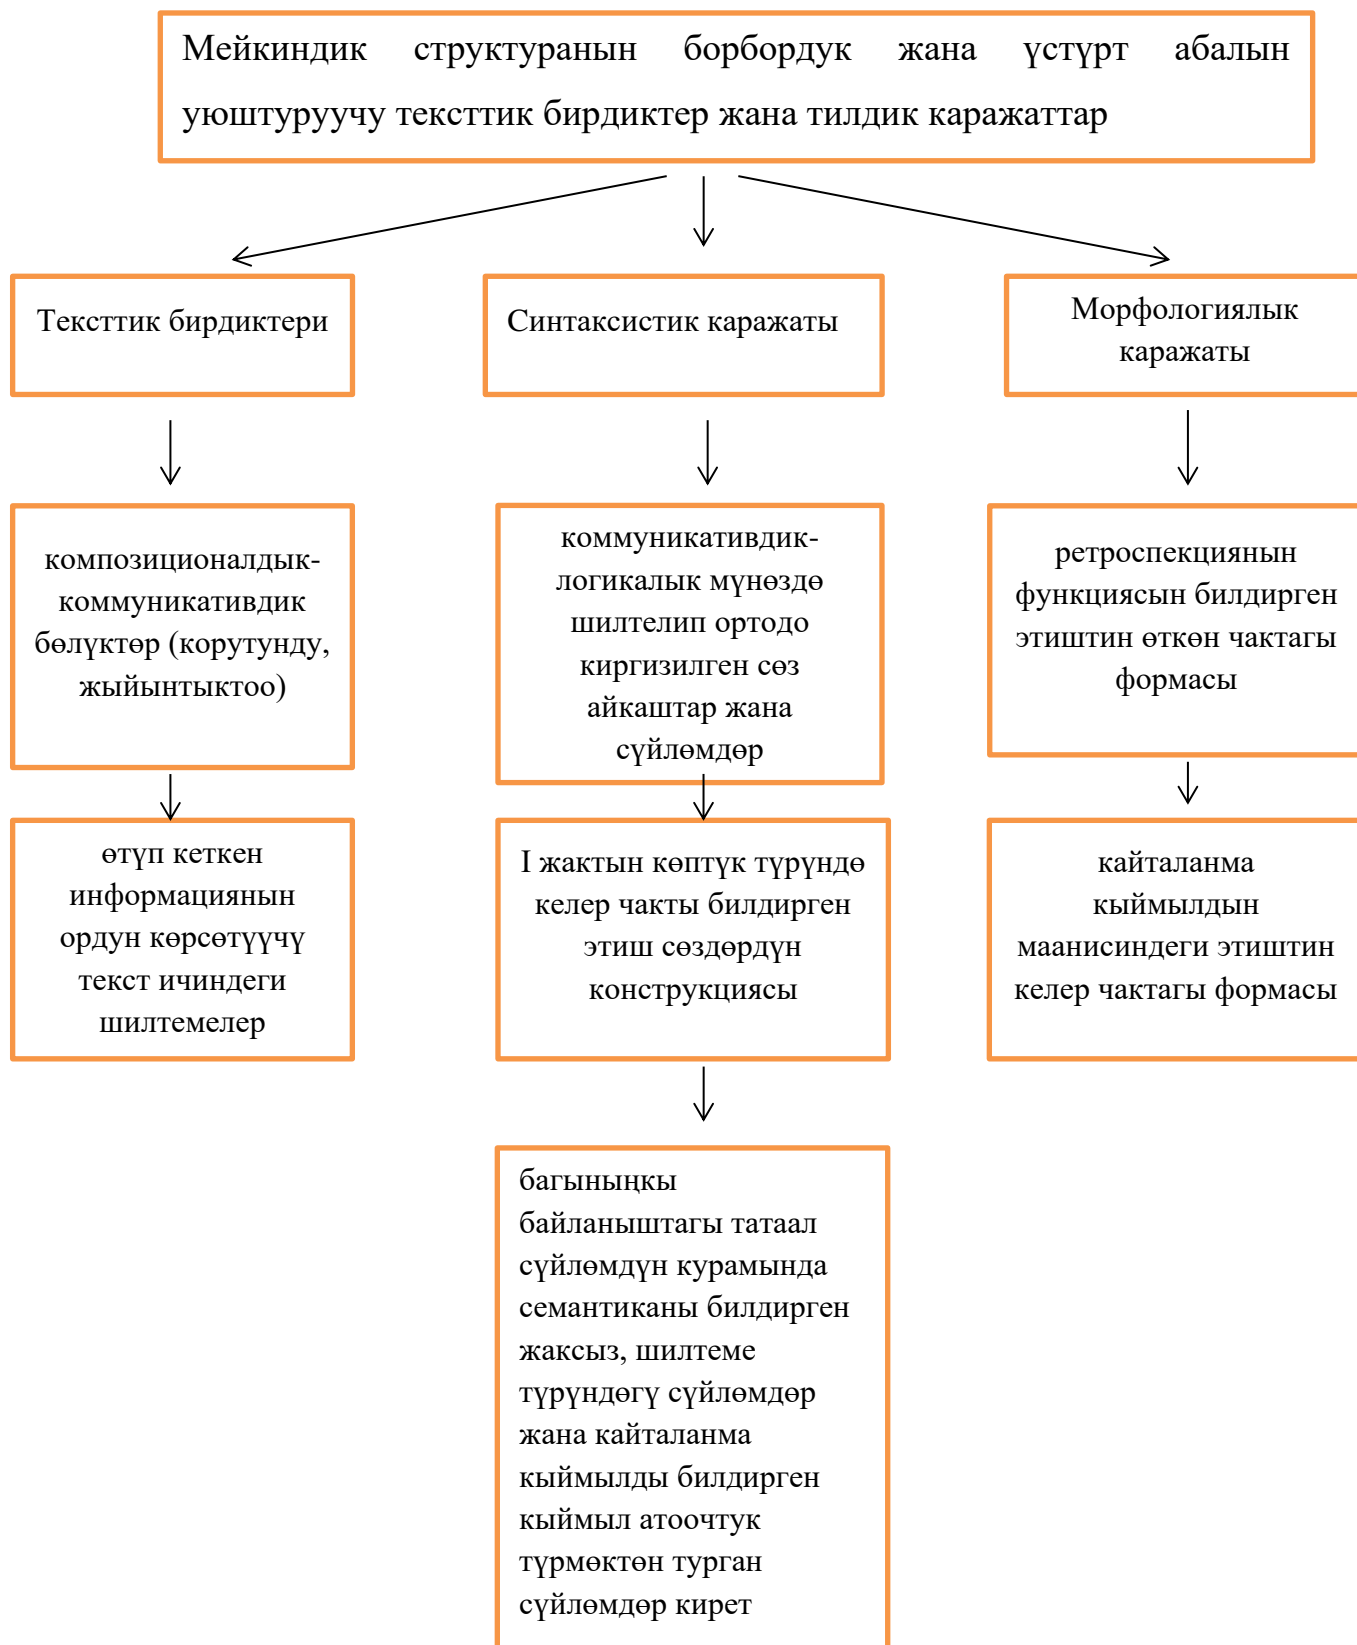 Мейкиндик структуранын борбордук жана үстүрт абалын
уюштуруучу тексттик бирдиктер жана тилдик каражаттар
Тексттик бирдиктери
Синтаксистик каражаты
Морфологиялык
каражаты
композиционалдык-
коммуникативдик
бөлүктөр (корутунду,
жыйынтыктоо)
коммуникативдик-
логикалык мүнөздө
шилтелип ортодо
киргизилген сөз
айкаштар жана
сүйлөмдөр
ретроспекциянын
функциясын билдирген
этиштин өткөн чактагы
формасы
өтүп кеткен
информациянын
ордун көрсөтүүчү
текст ичиндеги
шилтемелер
I жактын көптүк түрүндө
келер чакты билдирген
этиш сөздөрдүн
конструкциясы
кайталанма
кыймылдын
маанисиндеги этиштин
келер чактагы формасы
багыныңкы
байланыштагы татаал
сүйлөмдүн курамында
семантиканы билдирген
жаксыз, шилтеме
түрүндөгү сүйлөмдөр
жана кайталанма
кыймылды билдирген
кыймыл атоочтук
түрмөктөн турган
сүйлөмдөр кирет